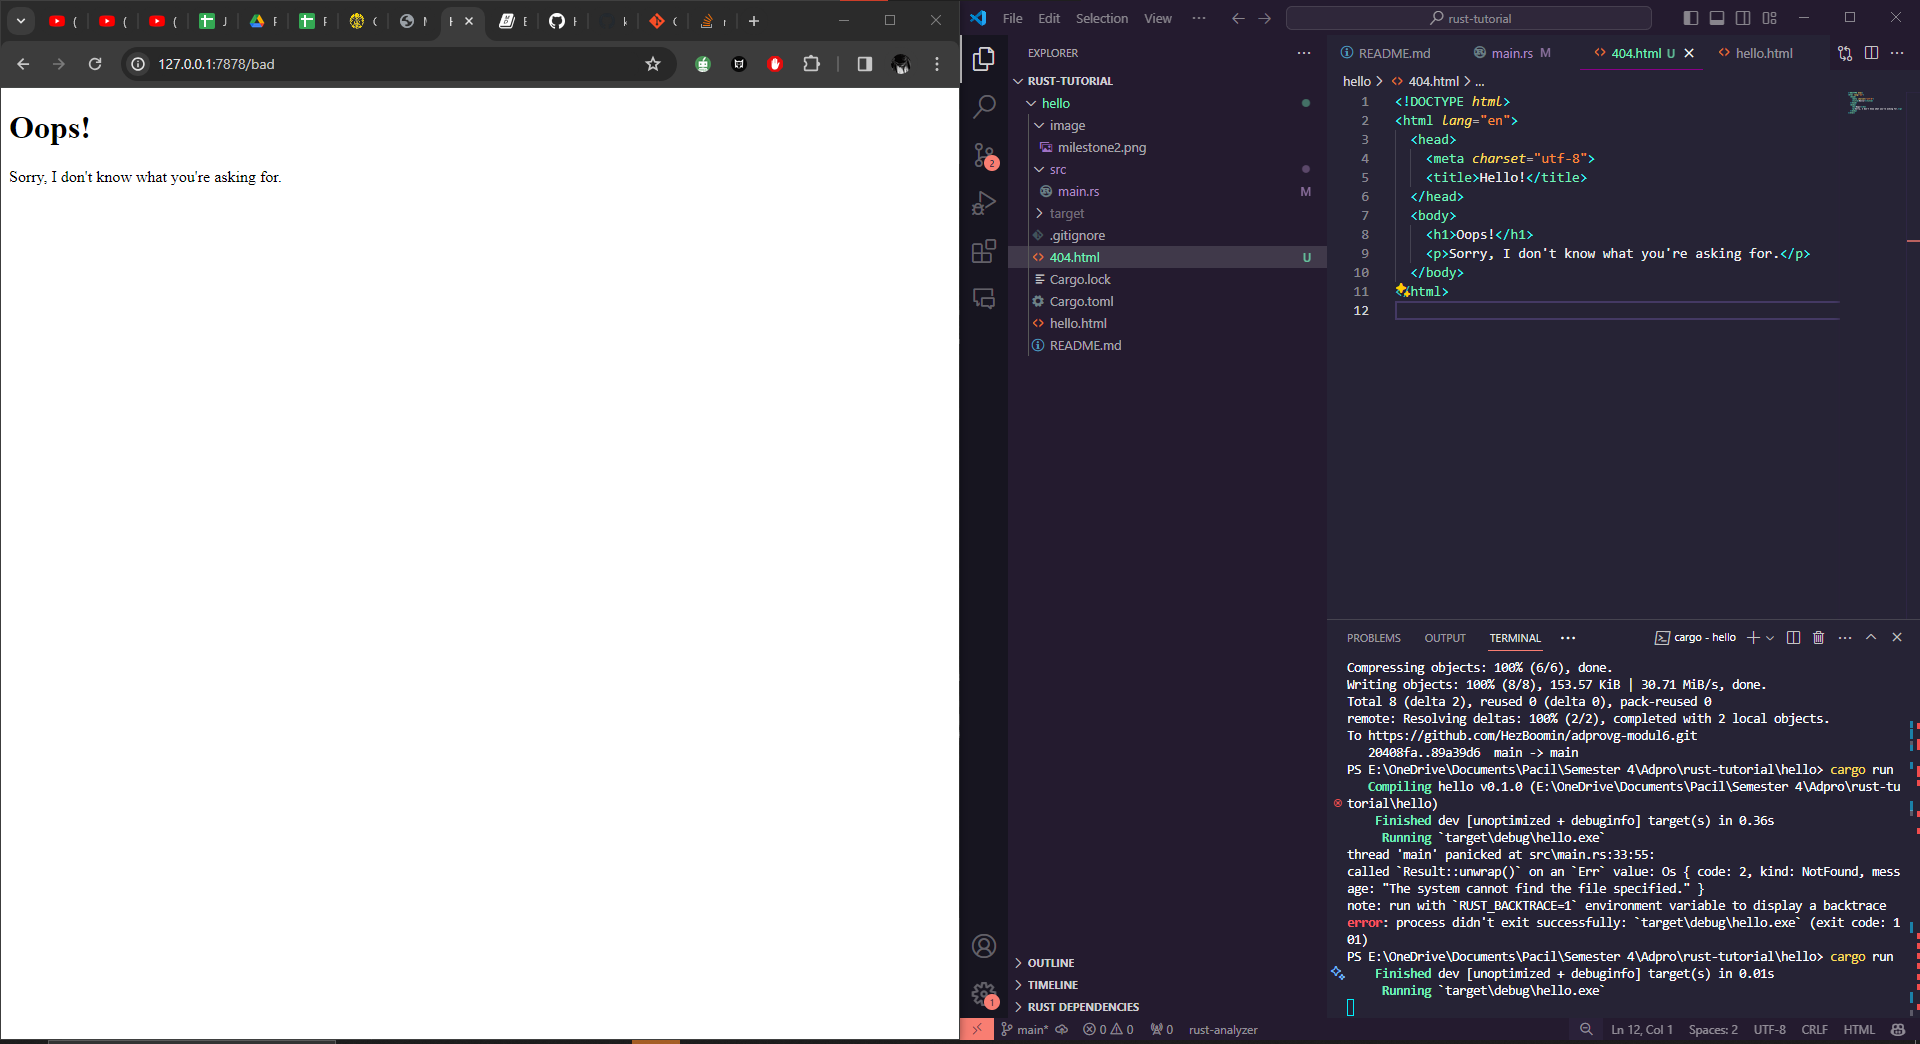 127.0.0.1:7878/bad
Oops!
Sorry, I don't know what you're asking for.
File Edit Selection View ···
rust-tutorial
EXPLORER
RUST-TUTORIAL
hello
image
milestone2.png
src
main.rs M
target
.gitignore
404.html U
Cargo.lock
Cargo.toml
hello.html
README.md
OUTLINE
TIMELINE
RUST DEPENDENCIES
2
1
README.md main.rs M 404.html U hello.html
hello > 404.html > ...
1 <!DOCTYPE html>
2 <html lang="en">
3 <head>
4 <meta charset="utf-8">
5 <title>Hello!</title>
6 </head>
7 <body>
8 <h1>Oops!</h1>
9 <p>Sorry, I don't know what you're asking for.</p>
10 </body>
11 </html>
12
PROBLEMS OUTPUT TERMINAL ··· cargo - hello
Compressing objects: 100% (6/6), done.
Writing objects: 100% (8/8), 153.57 KiB | 30.71 MiB/s, done.
Total 8 (delta 2), reused 0 (delta 0), pack-reused 0
remote: Resolving deltas: 100% (2/2), completed with 2 local objects.
To https://github.com/HezBoomin/adprovg-modul6.git
20408fa..89a39d6 main -> main
PS E:\OneDrive\Documents\Pacil\Semester 4\Adpro\rust-tutorial\hello> cargo run
Compiling hello v0.1.0 (E:\OneDrive\Documents\Pacil\Semester 4\Adpro\rust-tu
torial\hello)
Finished dev [unoptimized + debuginfo] target(s) in 0.36s
Running `target\debug\hello.exe`
thread 'main' panicked at src\main.rs:33:55:
called `Result::unwrap()` on an `Err` value: Os { code: 2, kind: NotFound, mess
age: "The system cannot find the file specified." }
note: run with `RUST_BACKTRACE=1` environment variable to display a backtrace
error: process didn't exit successfully: `target\debug\hello.exe` (exit code: 1
01)
PS E:\OneDrive\Documents\Pacil\Semester 4\Adpro\rust-tutorial\hello> cargo run
Finished dev [unoptimized + debuginfo] target(s) in 0.01s
Running `target\debug\hello.exe`
main* 0 0 0 rust-analyzer Ln 12, Col 1 Spaces: 2 UTF-8 CRLF HTML